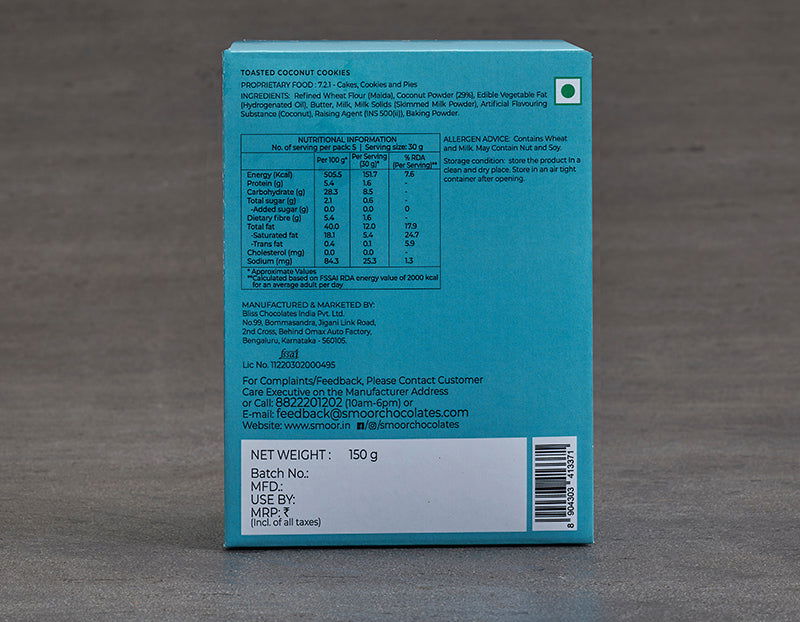 TOASTED COCONUT COOKIES
PROPRIETARY FOOD : 7.2.1 - Cakes, Cookies and Pies
INGREDIENTS: Refined Wheat Flour (Maida), Coconut Powder (29%), Edible Vegetable Fat
(Hydrogenated Oil), Butter, Milk, Milk Solids (Skimmed Milk Powder), Artificial Flavouring
Substance (Coconut), Raising Agent (INS 500(ii)), Baking Powder.
NUTRITIONAL INFORMATION
No. of serving per pack: 5 | Serving size: 30 g
Per 100 g* Per Serving (30 g)* % RDA (Per Serving)**
Energy (Kcal) 505.5 151.7 7.6
Protein (g) 5.4 1.6 -
Carbohydrate (g) 28.3 8.5 -
Total sugar (g) 2.1 0.6 -
-Added sugar (g) 0.0 0.0 0
Dietary fibre (g) 5.4 1.6 -
Total fat 40.0 12.0 17.9
-Saturated fat 18.1 5.4 24.7
-Trans fat 0.4 0.1 5.9
Cholesterol (mg) 0.0 0.0 -
Sodium (mg) 84.3 25.3 1.3
* Approximate Values
**Calculated based on FSSAI RDA energy value of 2000 kcal
for an average adult per day
ALLERGEN ADVICE: Contains Wheat
and Milk. May Contain Nut and Soy.
Storage condition: store the product in a
clean and dry place. Store in an air tight
container after opening.
MANUFACTURED & MARKETED BY:
Bliss Chocolates India Pvt. Ltd.
No.99, Bommasandra, Jigani Link Road,
2nd Cross, Behind Omax Auto Factory,
Bengaluru, Karnataka - 560105.
fssai
Lic No. 11220302000495
For Complaints/Feedback, Please Contact Customer
Care Executive on the Manufacturer Address
or Call: 8822201202 (10am-6pm) or
E-mail: feedback@smoorchocolates.com
Website: www.smoor.in /smoorchocolates
NET WEIGHT : 150 g
Batch No.:
MFD.:
USE BY:
MRP: ₹
(Incl. of all taxes)
8 904303 413371